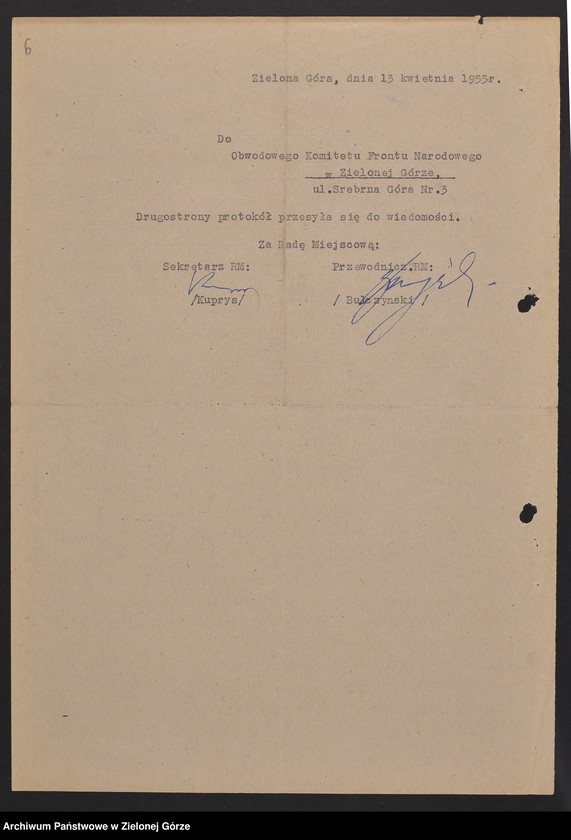 6
Zielona Góra, dnia 13 kwietnia 1955r.
Do
Obwodowego Komitetu Frontu Narodowego
w Zielonej Górze,
ul.Srebrna Góra Nr.3
Drugostrony protokół przesyła się do wiadomości.
Za Radę Miejscową:
Sekretarz RM: Przewodnicz.RM:
/Kuprys/ / /
Archiwum Państwowe w Zielonej Górze